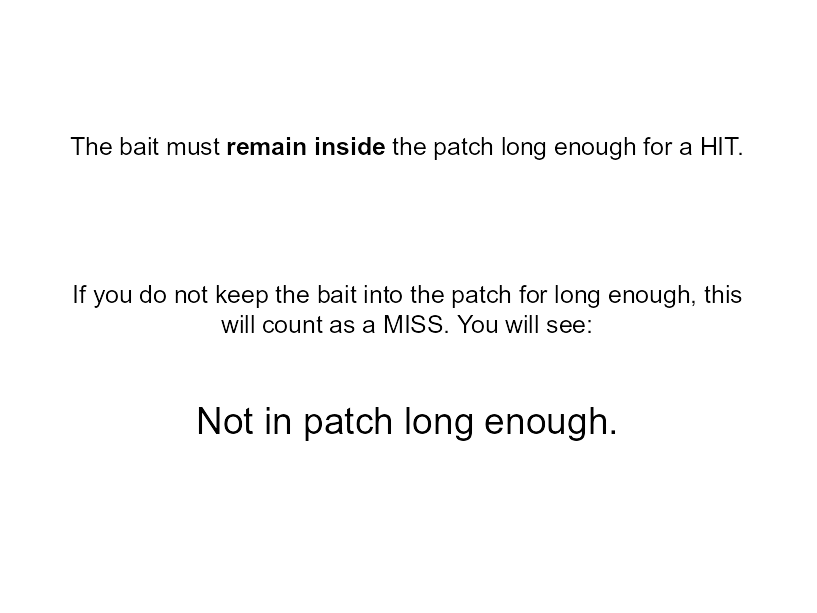 The bait must remain inside the patch long enough for a HIT.
If you do not keep the bait into the patch for long enough, this
will count as a MISS. You will see:
Not in patch long enough.